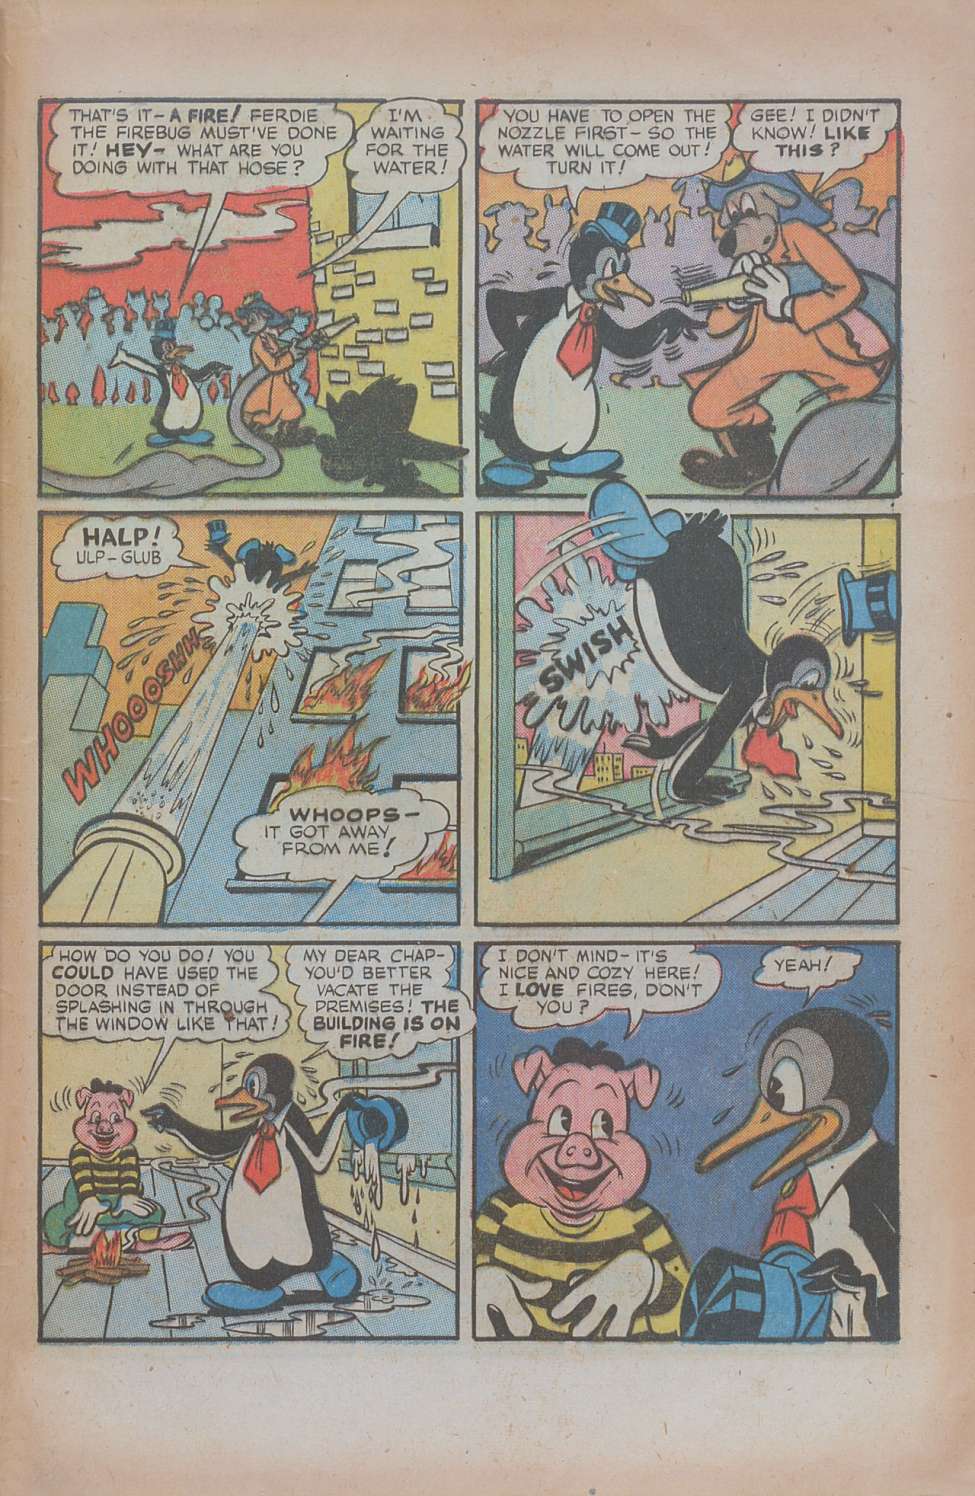 THAT'S IT- A FIRE! FERDIE
THE FIREBUG MUST'VE DONE
IT! HEY- WHAT ARE YOU
DOING WITH THAT HOSE?
I'M
WAITING
FOR THE
WATER!
YOU HAVE TO OPEN THE
NOZZLE FIRST- SO THE
WATER WILL COME OUT!
TURN IT!
GEE! I DIDN'T
KNOW! LIKE
THIS?
HALP!
ULP- GLUB
WHOOOOSHH
WHOOPS-
IT GOT AWAY
FROM ME!
SWISH
HOW DO YOU DO! YOU
COULD HAVE USED THE
DOOR INSTEAD OF
SPLASHING IN THROUGH
THE WINDOW LIKE THAT!
MY DEAR CHAP-
YOU'D BETTER
VACATE THE
PREMISES! THE
BUILDING IS ON
FIRE!
I DON'T MIND- IT'S
NICE AND COZY HERE!
I LOVE FIRES, DON'T
YOU?
YEAH!